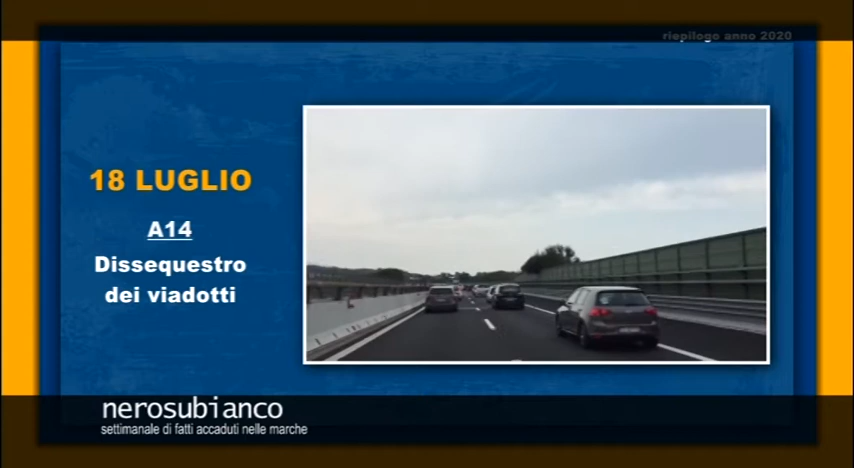 riepilogo anno 2020
18 LUGLIO
A14
Dissequestro
dei viadotti
nerosubianco
settimanale di fatti accaduti nelle marche